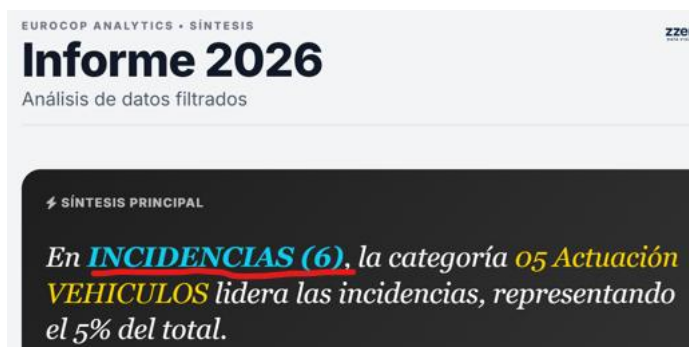 EUROCOP ANALYTICS • SÍNTESIS
Informe 2026
Análisis de datos filtrados
SÍNTESIS PRINCIPAL
En INCIDENCIAS (6), la categoría 05 Actuación
VEHICULOS lidera las incidencias, representando
el 5% del total.